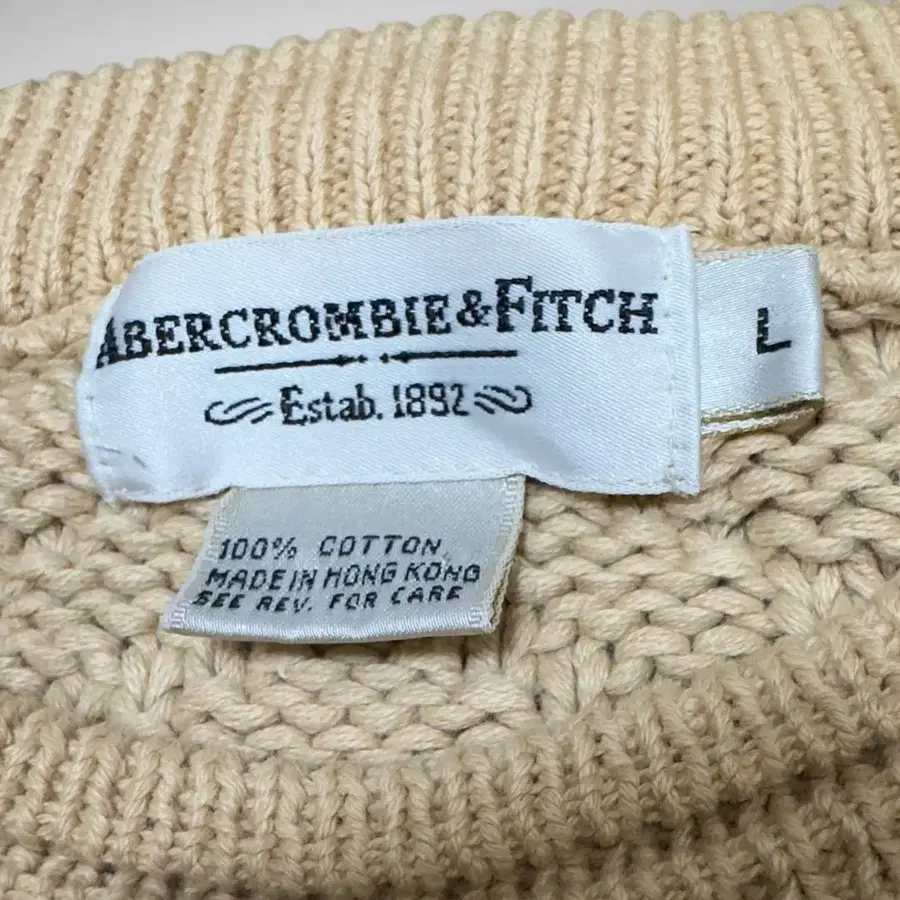 ABERCROMBIE & FITCH
Estab. 1892
L
100% COTTON
MADE IN HONG KONG
SEE REV. FOR CARE